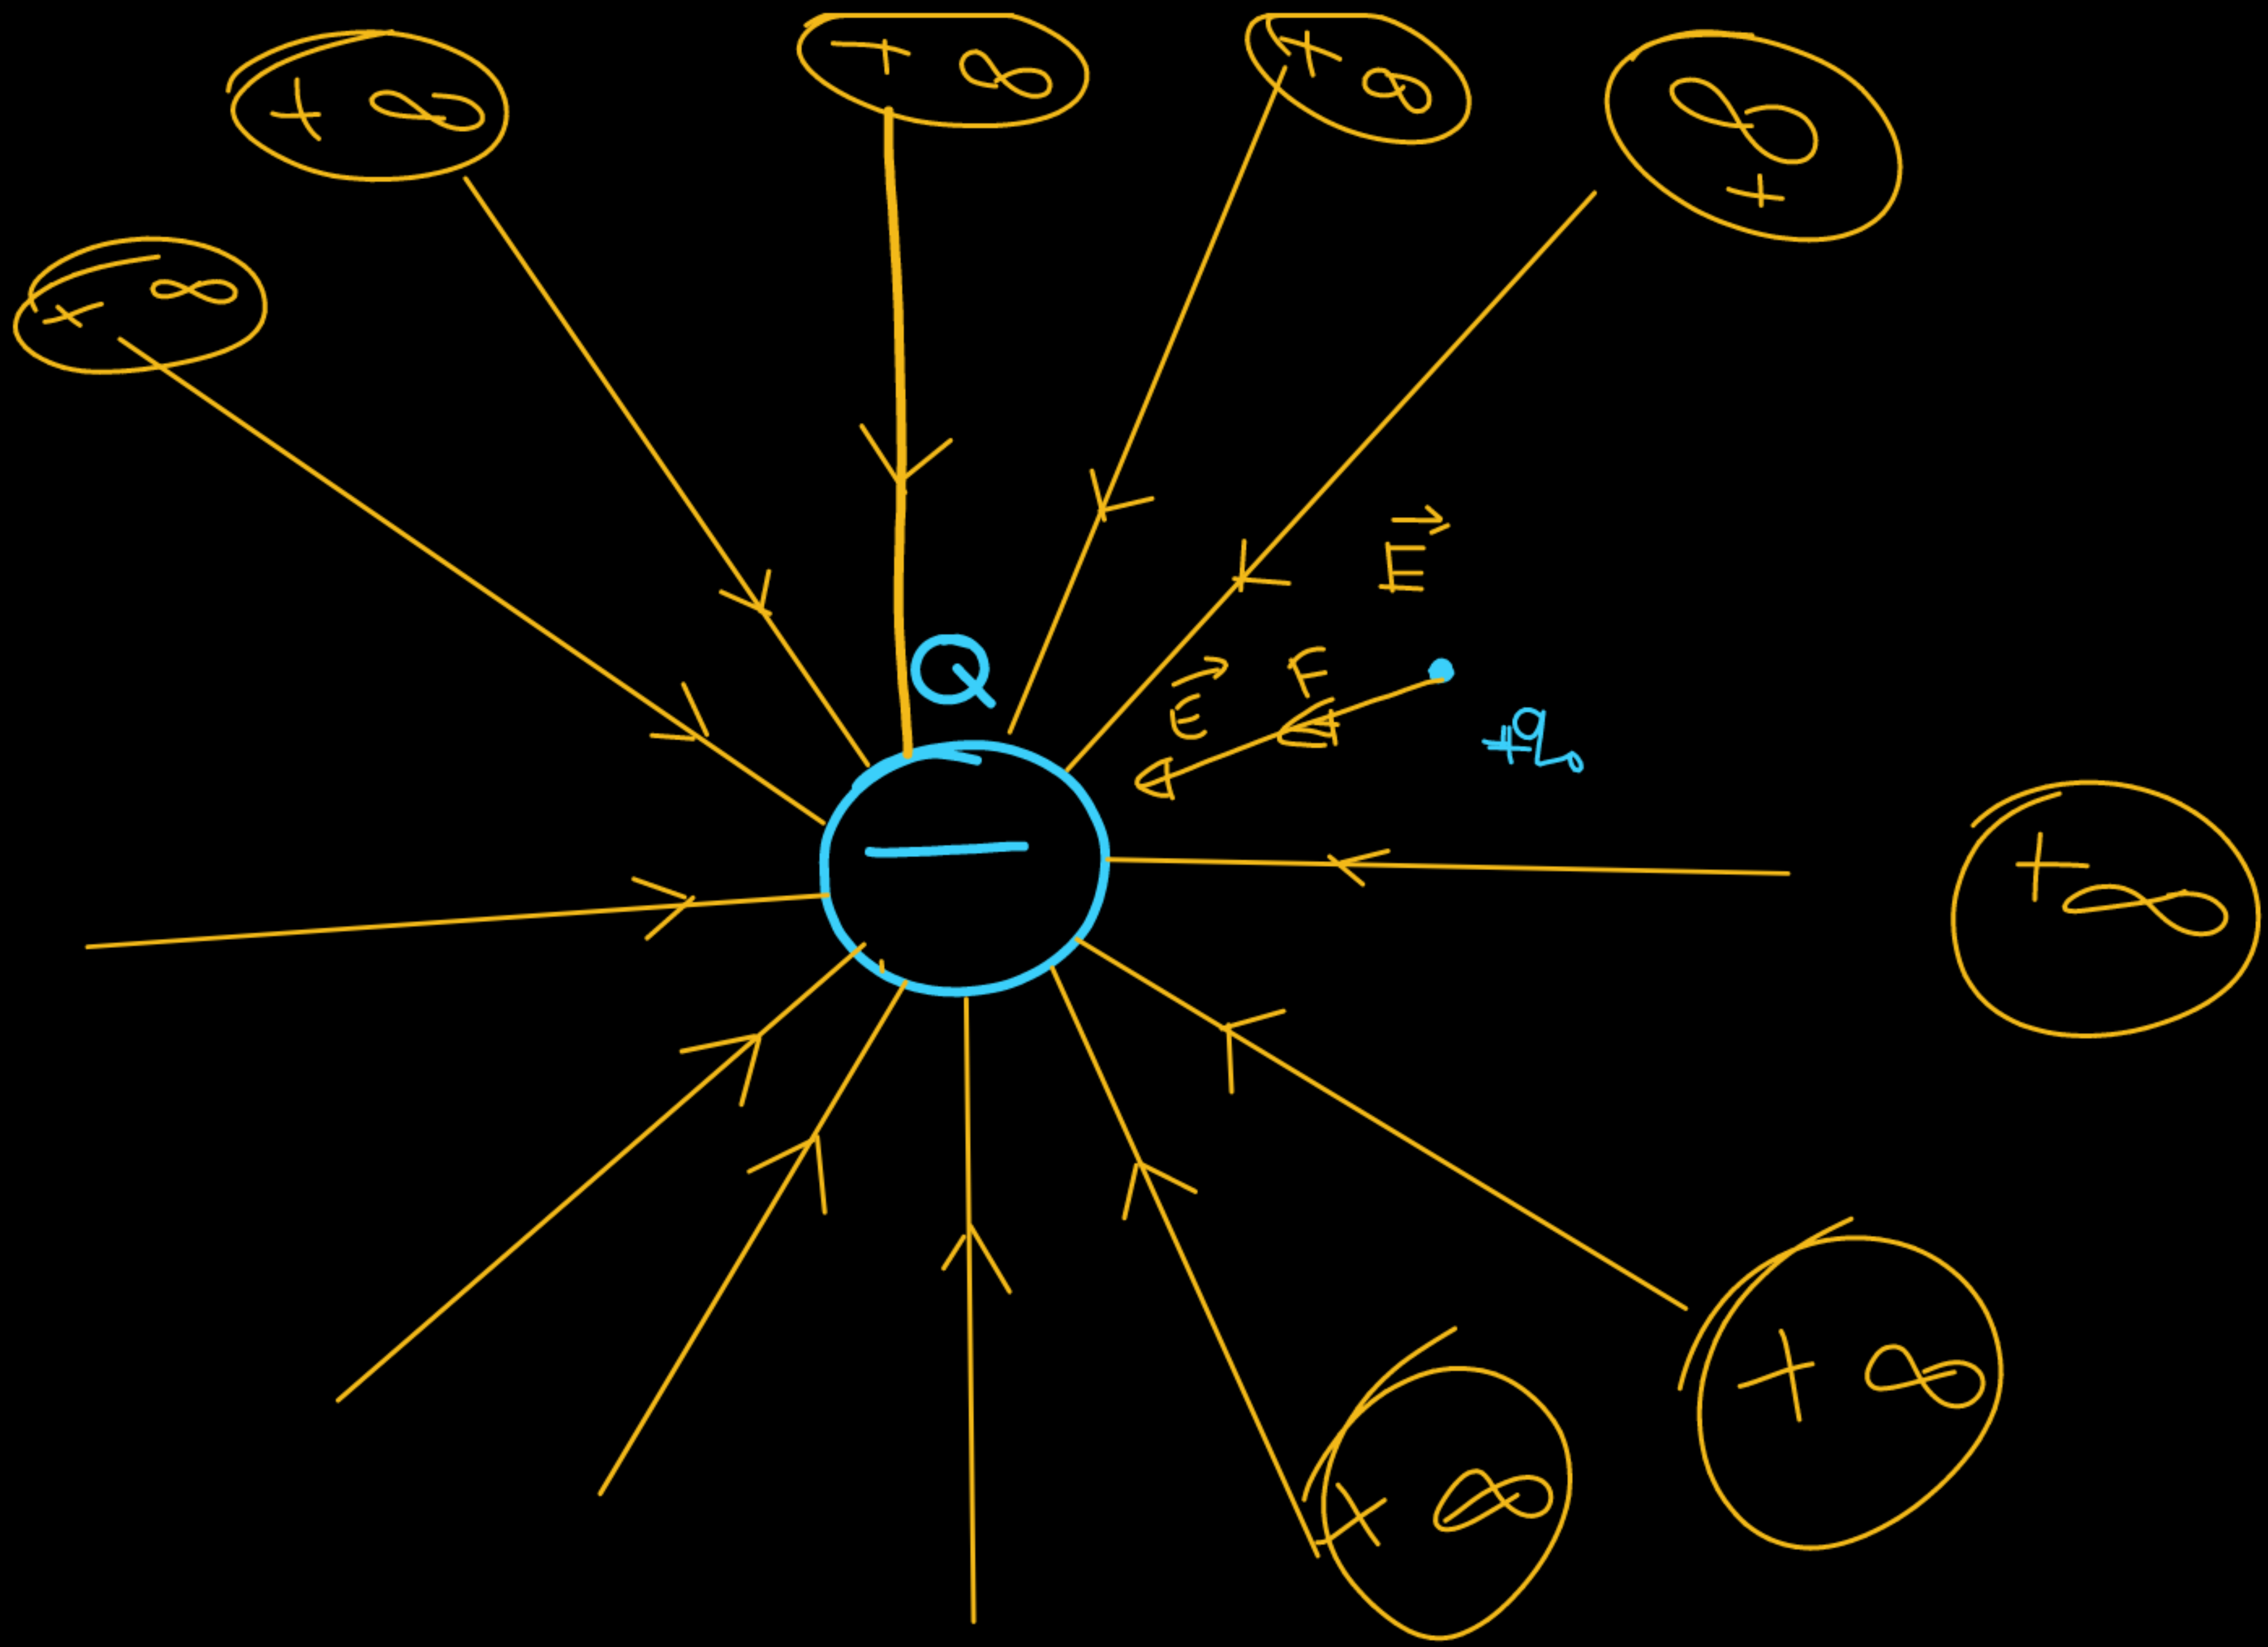 + ∞
+ ∞
+ ∞
∞ +
+ ∞
E⃗
Q
E⃗
F
+q₀
−
+ ∞
+ ∞
+ ∞